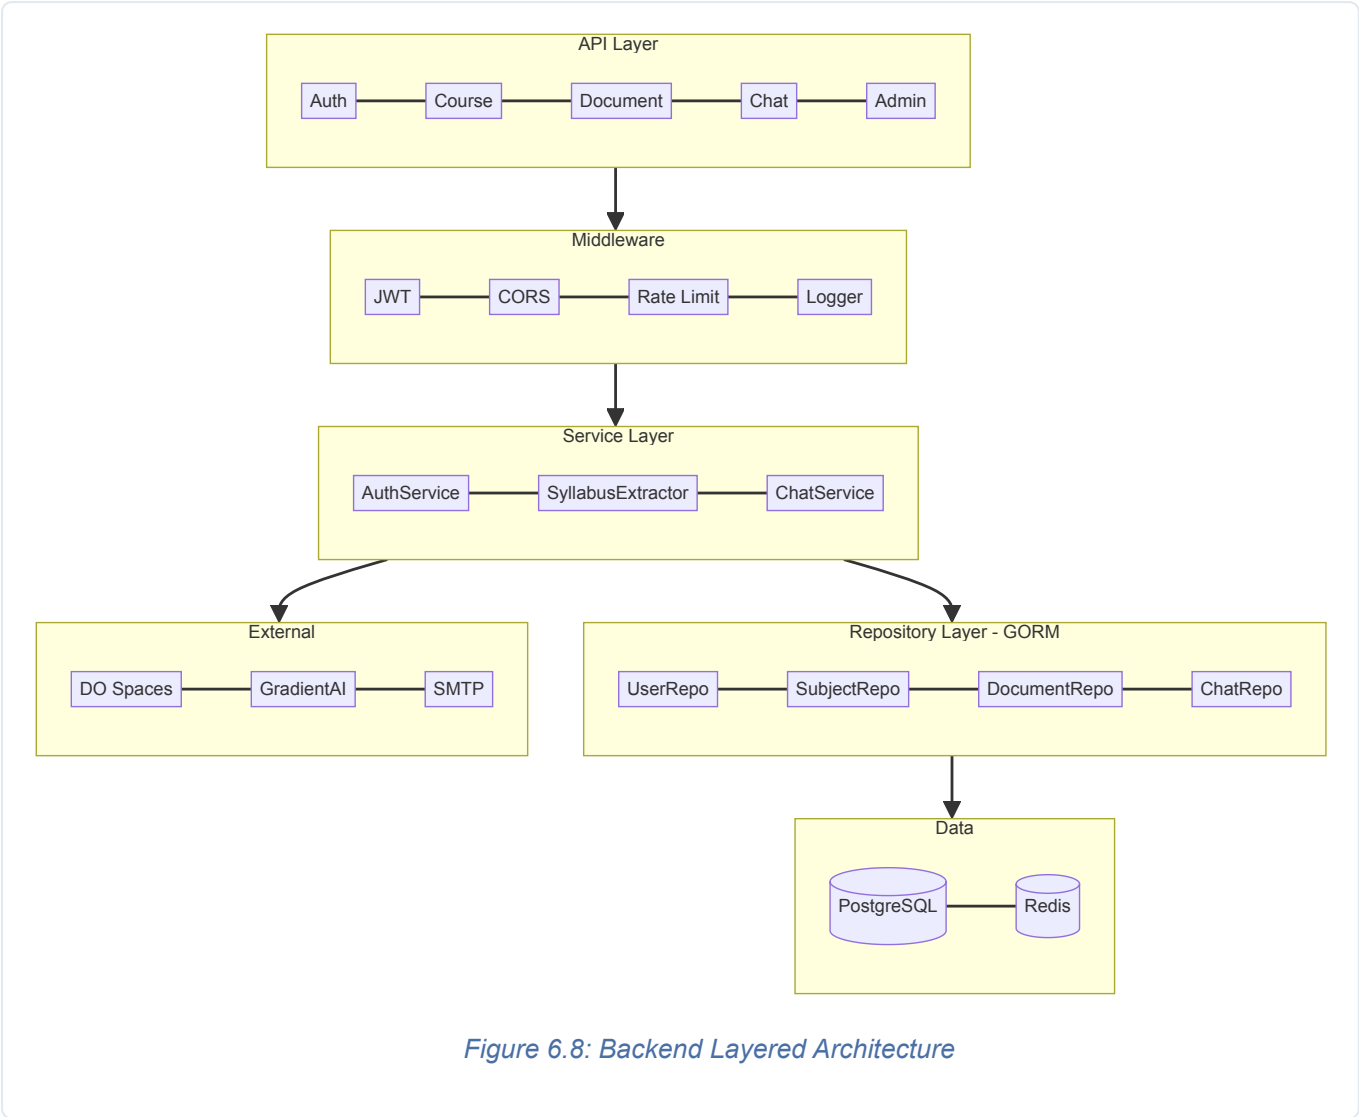 API Layer
Auth Course Document Chat Admin
Middleware
JWT CORS Rate Limit Logger
Service Layer
AuthService SyllabusExtractor ChatService
External
DO Spaces GradientAI SMTP
Repository Layer - GORM
UserRepo SubjectRepo DocumentRepo ChatRepo
Data
PostgreSQL Redis
Figure 6.8: Backend Layered Architecture